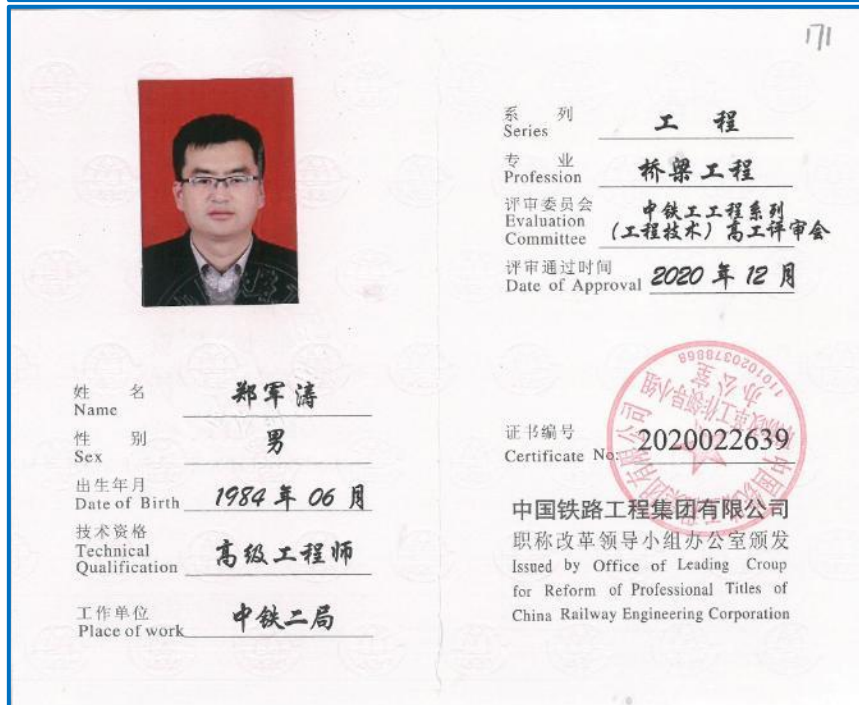 171
姓 名 郑军涛
Name
性 别 男
Sex
出生年月 1984 年 06 月
Date of Birth
技术资格
Technical 高级工程师
Qualification
工作单位 中铁二局
Place of work
系 列 工 程
Series
专 业 桥梁工程
Profession
评审委员会 中铁工工程系列
Evaluation (工程技术)高工评审会
Committee
评审通过时间 2020 年 12 月
Date of Approval
证书编号 2020022639
Certificate No:
中国铁路工程集团有限公司
职称改革领导小组办公室颁发
Issued by Office of Leading Croup
for Reform of Professional Titles of
China Railway Engineering Corporation